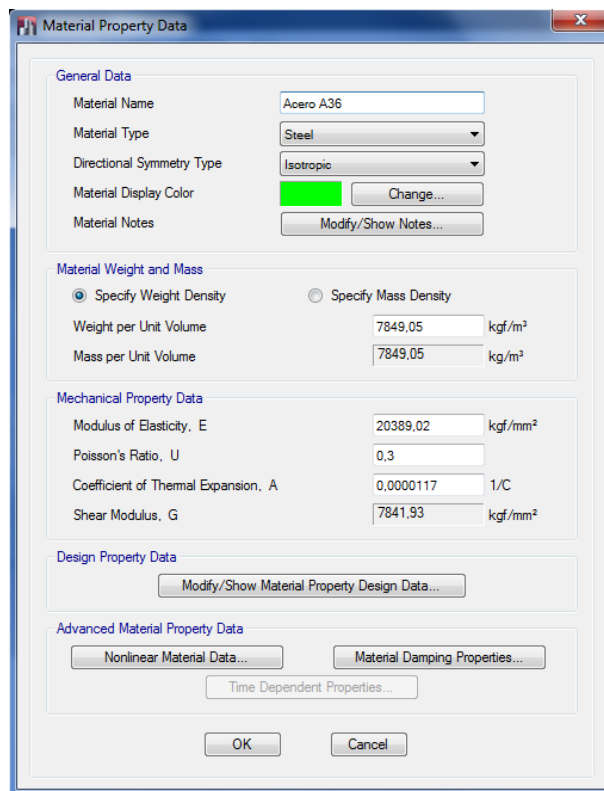 Material Property Data
General Data
Material Name Acero A36
Material Type Steel
Directional Symmetry Type Isotropic
Material Display Color Change...
Material Notes Modify/Show Notes...
Material Weight and Mass
Specify Weight Density Specify Mass Density
Weight per Unit Volume 7849,05 kgf/m³
Mass per Unit Volume 7849,05 kg/m³
Mechanical Property Data
Modulus of Elasticity, E 20389,02 kgf/mm²
Poisson's Ratio, U 0,3
Coefficient of Thermal Expansion, A 0,0000117 1/C
Shear Modulus, G 7841,93 kgf/mm²
Design Property Data
Modify/Show Material Property Design Data...
Advanced Material Property Data
Nonlinear Material Data... Material Damping Properties...
Time Dependent Properties...
OK Cancel